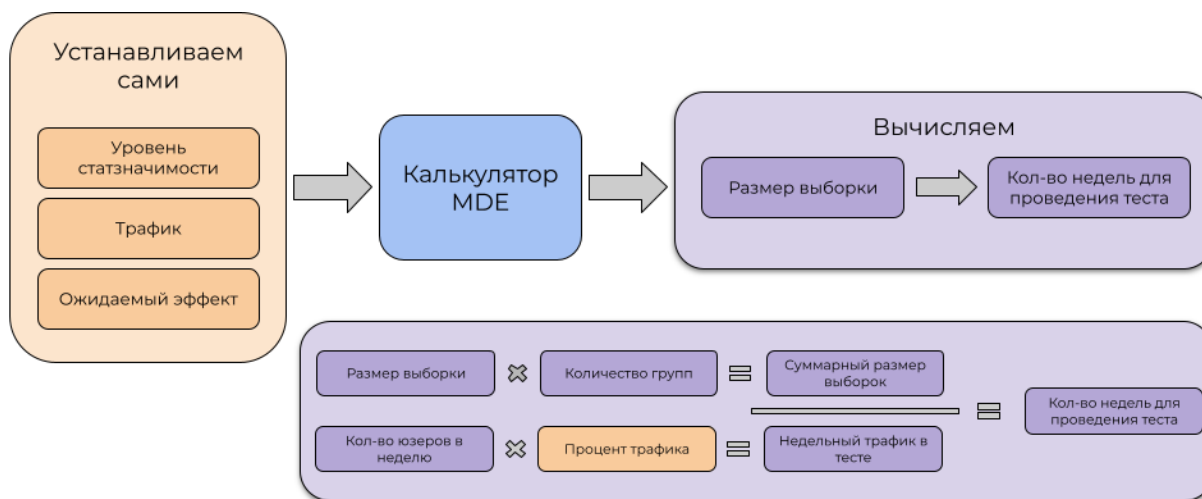 Устанавливаем
сами
Уровень
статзначимости
Трафик
Ожидаемый эффект
Калькулятор
MDE
Вычисляем
Размер выборки
Кол-во недель для
проведения теста
Размер выборки
Количество групп
Суммарный размер
выборок
Кол-во юзеров в
неделю
Процент трафика
Недельный трафик в
тесте
Кол-во недель для
проведения теста